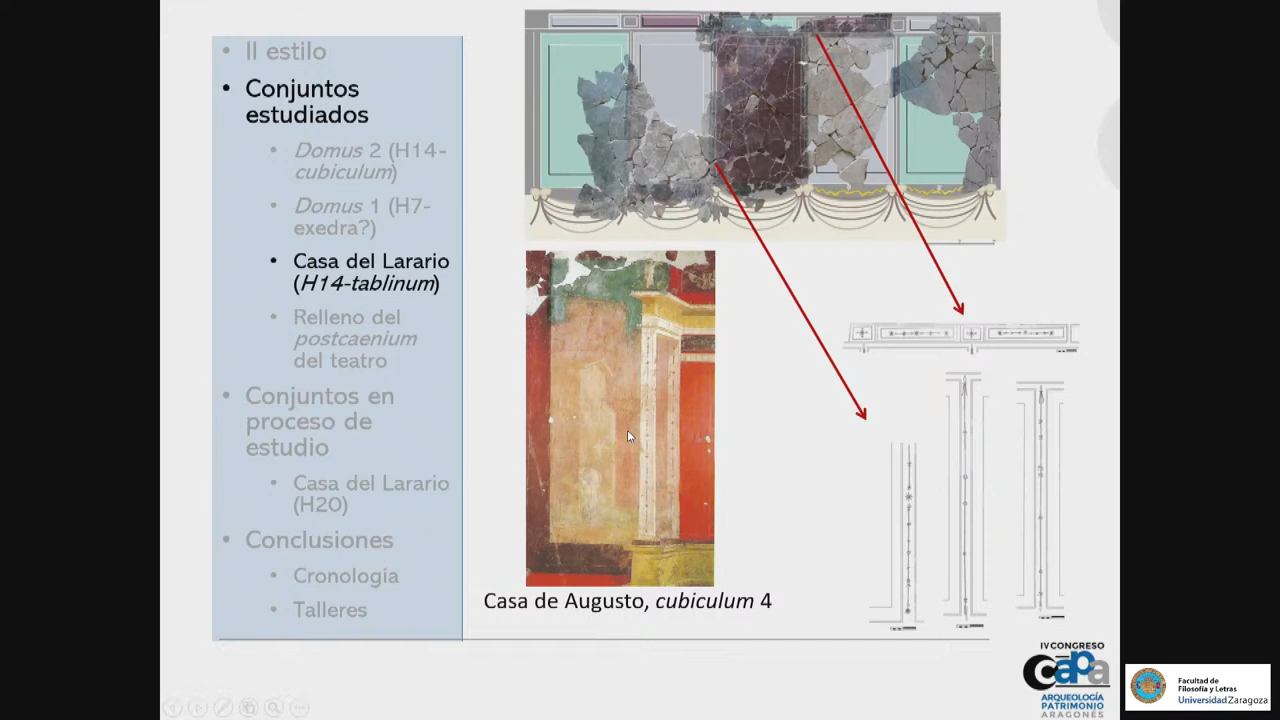 • II estilo
• Conjuntos
estudiados
• Domus 2 (H14-
cubiculum)
• Domus 1 (H7-
exedra?)
• Casa del Larario
(H14-tablinum)
• Relleno del
postcaenium
del teatro
• Conjuntos en
proceso de
estudio
• Casa del Larario
(H20)
• Conclusiones
• Cronología
• Talleres
Casa de Augusto, cubiculum 4
IV CONGRESO
capa
ARQUEOLOGÍA
PATRIMONIO
ARAGONÉS
Facultad de
Filosofía y Letras
Universidad Zaragoza